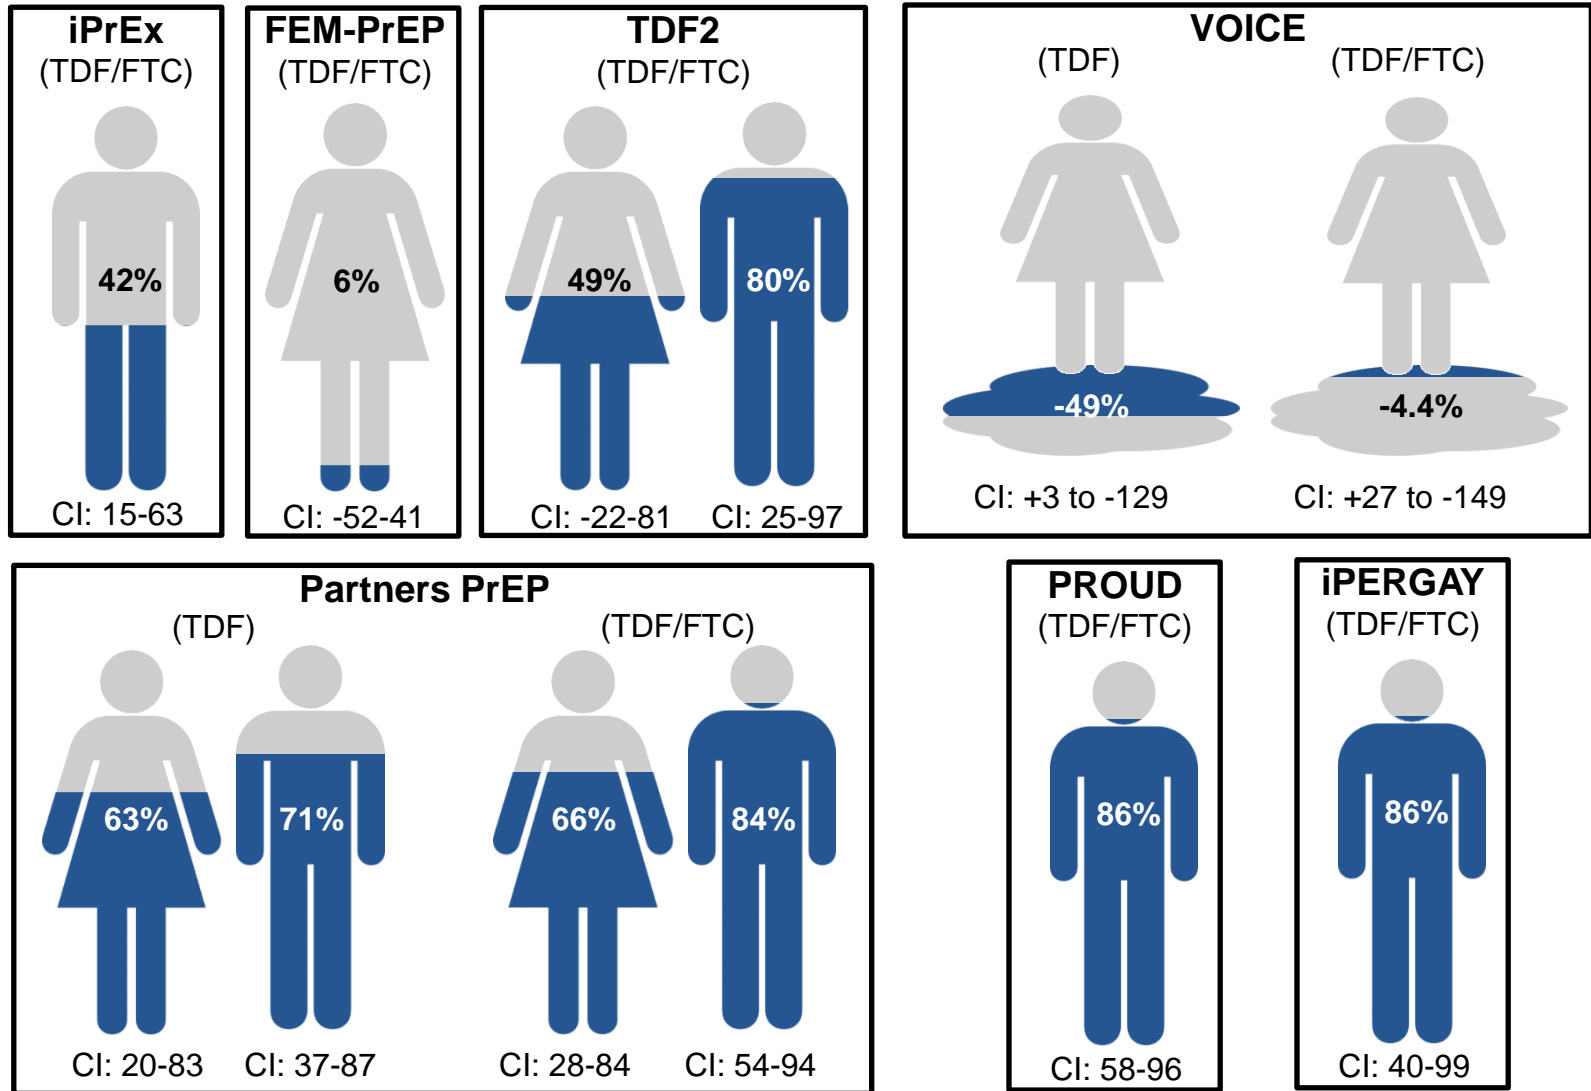 iPrEx
(TDF/FTC)
42%
CI: 15-63
FEM-PrEP
(TDF/FTC)
6%
CI: -52-41
TDF2
(TDF/FTC)
49%
80%
CI: -22-81
CI: 25-97
VOICE
(TDF)
(TDF/FTC)
-49%
-4.4%
CI: +3 to -129
CI: +27 to -149
Partners PrEP
(TDF)
(TDF/FTC)
63%
71%
66%
84%
CI: 20-83
CI: 37-87
CI: 28-84
CI: 54-94
PROUD
(TDF/FTC)
86%
CI: 58-96
iPERGAY
(TDF/FTC)
86%
CI: 40-99